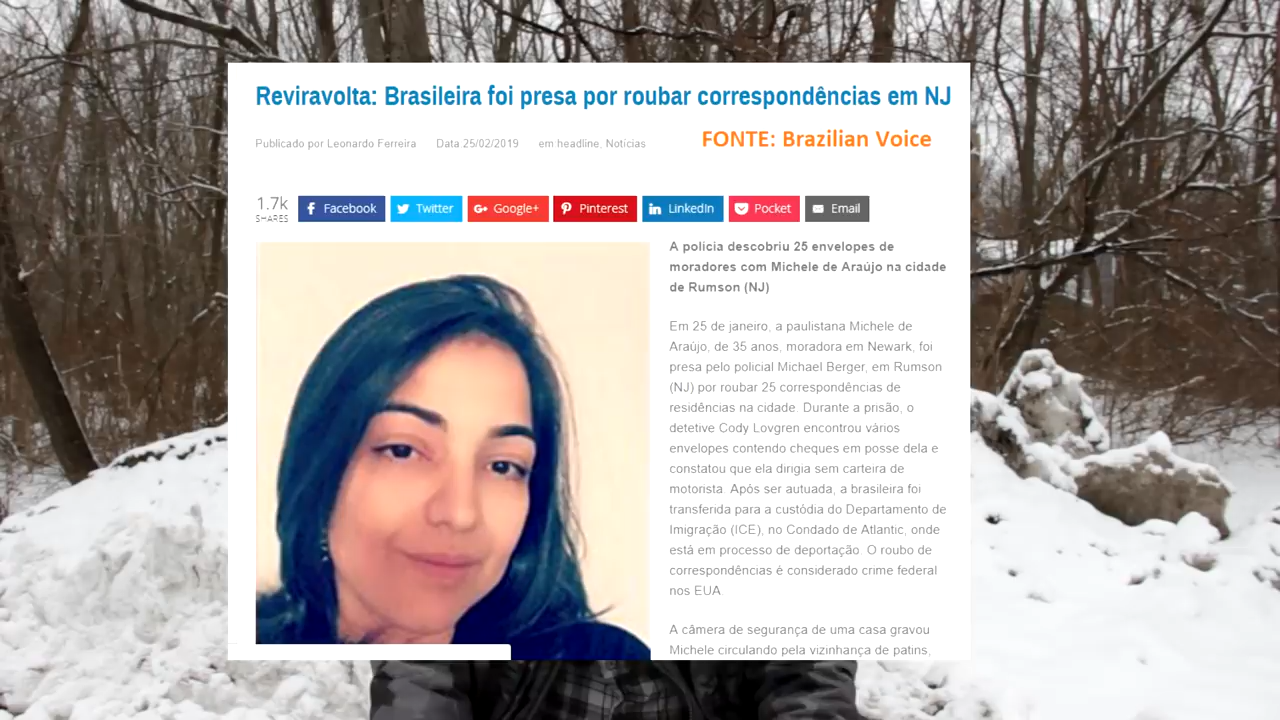 Reviravolta: Brasileira foi presa por roubar correspondências em NJ
Publicado por Leonardo Ferreira Data 25/02/2019 em headline, Notícias
FONTE: Brazilian Voice
1.7k
SHARES
Facebook
Twitter
Google+
Pinterest
LinkedIn
Pocket
Email
A polícia descobriu 25 envelopes de
moradores com Michele de Araújo na cidade
de Rumson (NJ)
Em 25 de janeiro, a paulistana Michele de
Araújo, de 35 anos, moradora em Newark, foi
presa pelo policial Michael Berger, em Rumson
(NJ) por roubar 25 correspondências de
residências na cidade. Durante a prisão, o
detetive Cody Lovgren encontrou vários
envelopes contendo cheques em posse dela e
constatou que ela dirigia sem carteira de
motorista. Após ser autuada, a brasileira foi
transferida para a custódia do Departamento de
Imigração (ICE), no Condado de Atlantic, onde
está em processo de deportação. O roubo de
correspondências é considerado crime federal
nos EUA.
A câmera de segurança de uma casa gravou
Michele circulando pela vizinhança de patins,